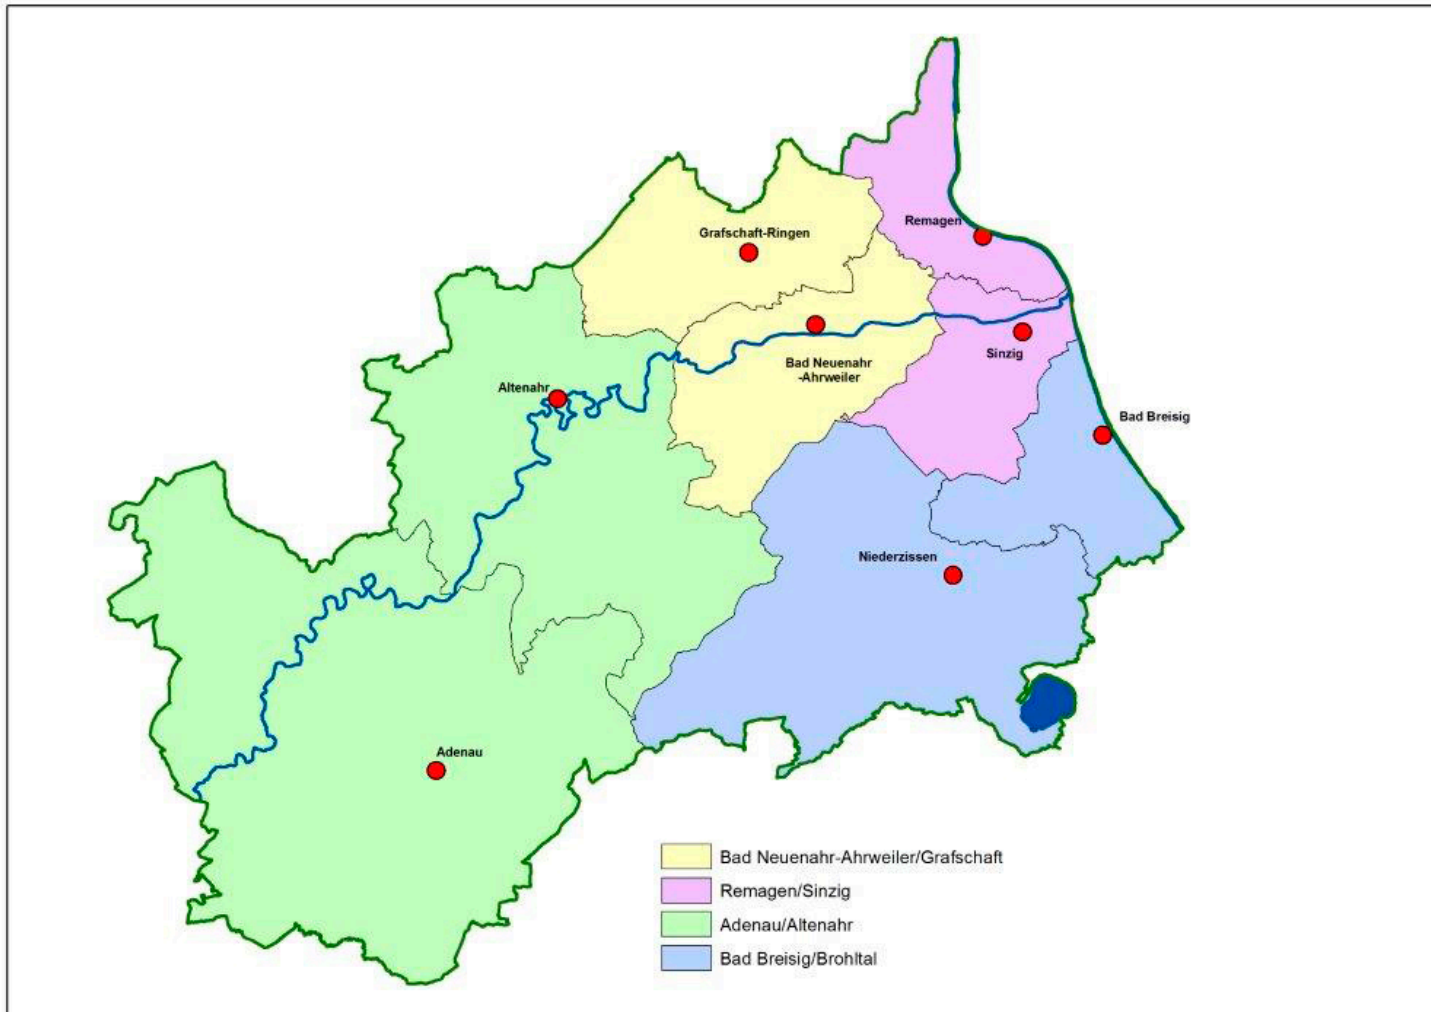 Remagen
Grafschaft-Ringen
Sinzig
Bad Neuenahr
-Ahrweiler
Altenahr
Bad Breisig
Niederzissen
Adenau
Bad Neuenahr-Ahrweiler/Grafschaft
Remagen/Sinzig
Adenau/Altenahr
Bad Breisig/Brohltal